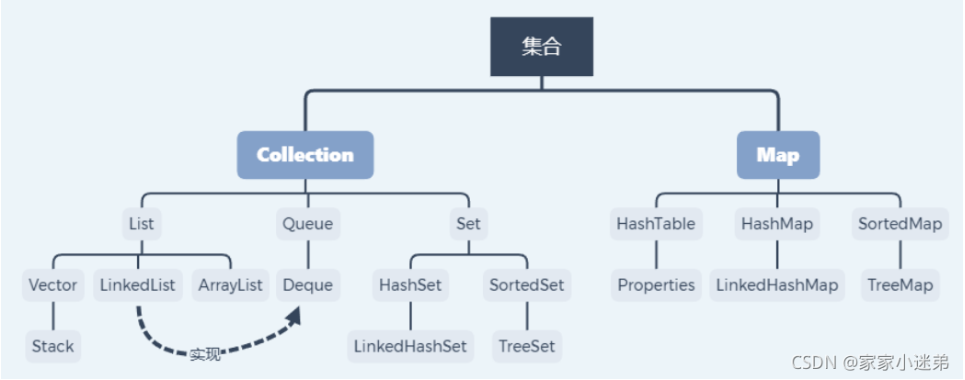 集合
Collection
Map
List
Queue
Set
HashTable
HashMap
SortedMap
Vector
LinkedList
ArrayList
Deque
HashSet
SortedSet
Properties
LinkedHashMap
TreeMap
Stack
实现
LinkedHashSet
TreeSet
CSDN @家家小迷弟